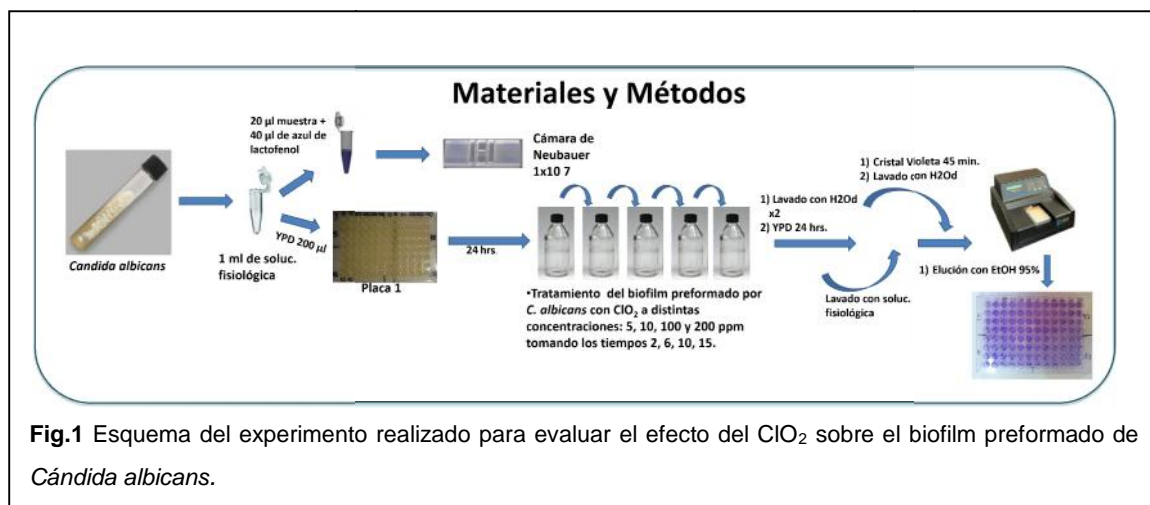 Materiales y Métodos
20 µl muestra +
40 µl de azul de
lactofenol
Cámara de
Neubauer
1x10 7
Candida albicans
1 ml de soluc.
fisiológica
YPD 200 µl
Placa 1
24 hrs.
•Tratamiento del biofilm preformado por
C. albicans con ClO₂ a distintas
concentraciones: 5, 10, 100 y 200 ppm
tomando los tiempos 2, 6, 10, 15.
1) Lavado con H2Od
x2
2) YPD 24 hrs.
1) Cristal Violeta 45 min.
2) Lavado con H2Od
Lavado con soluc.
fisiológica
1) Elución con EtOH 95%
Fig.1 Esquema del experimento realizado para evaluar el efecto del ClO₂ sobre el biofilm preformado de
Cándida albicans.